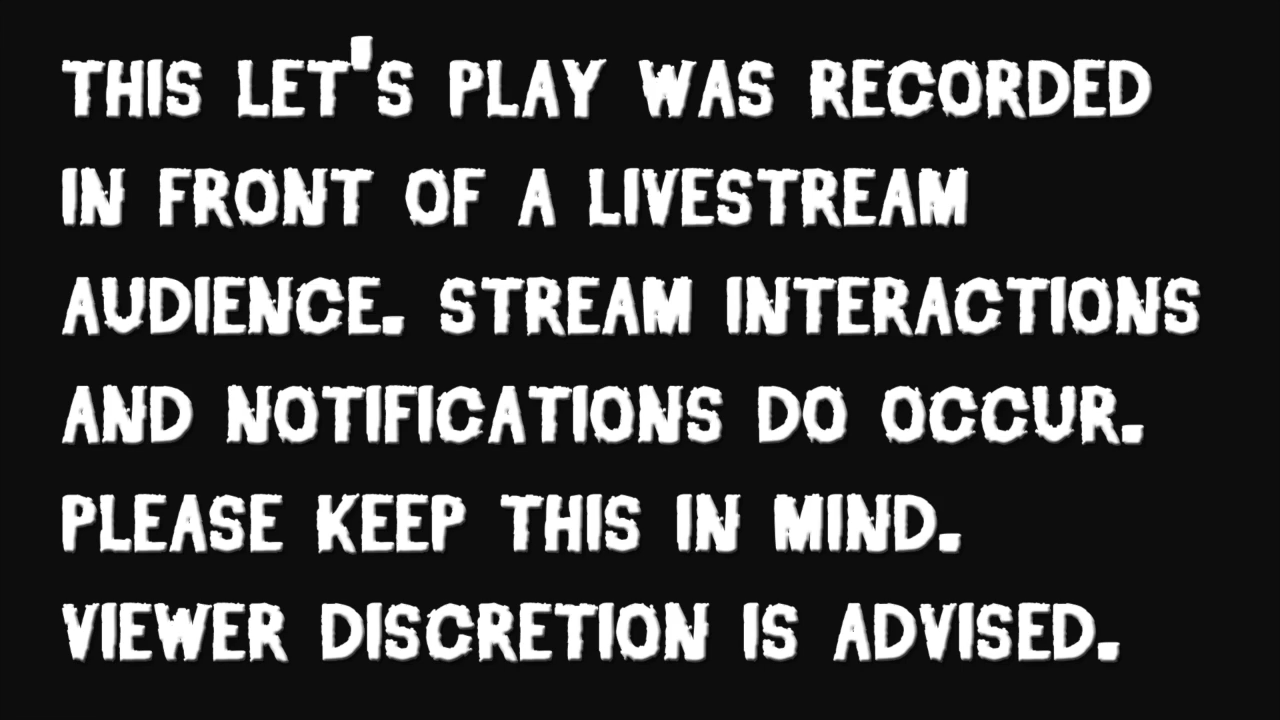 THIS LET'S PLAY WAS RECORDED
IN FRONT OF A LIVESTREAM
AUDIENCE. STREAM INTERACTIONS
AND NOTIFICATIONS DO OCCUR.
PLEASE KEEP THIS IN MIND.
VIEWER DISCRETION IS ADVISED.